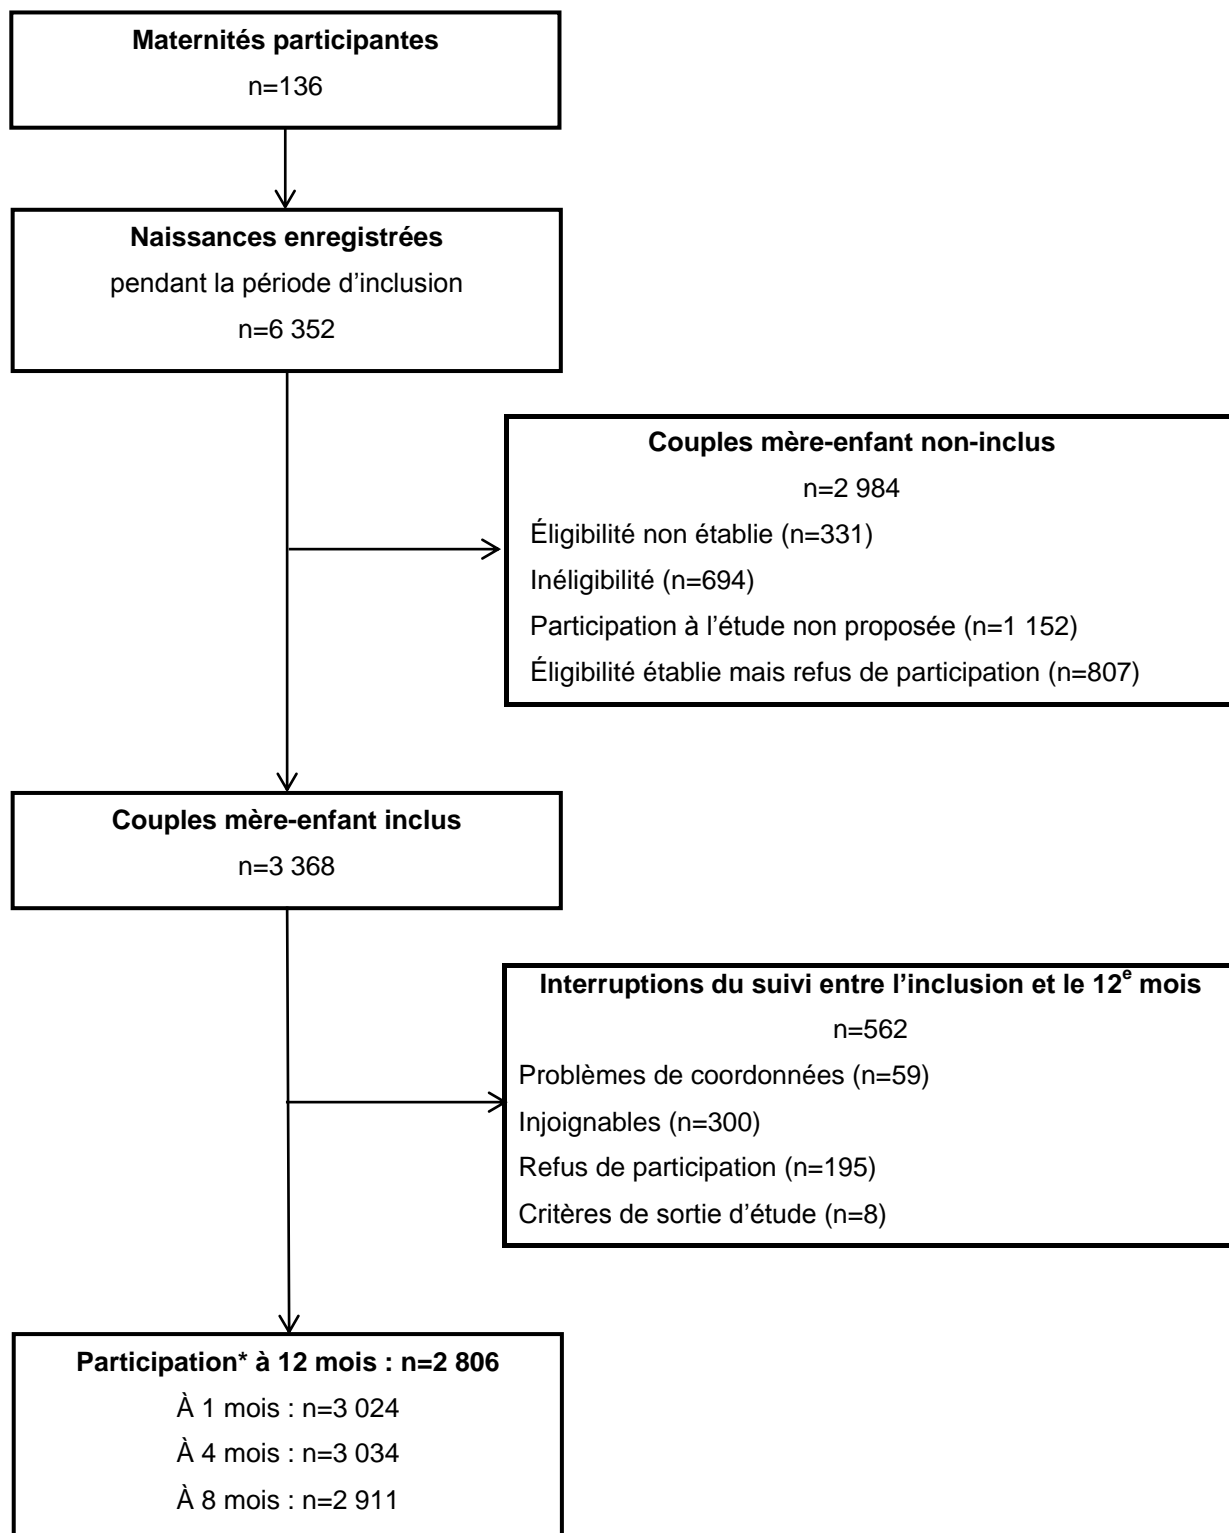 Maternités participantes
n=136
Naissances enregistrées
pendant la période d’inclusion
n=6 352
Couples mère-enfant non-inclus
n=2 984
Éligibilité non établie (n=331)
Inéligibilité (n=694)
Participation à l’étude non proposée (n=1 152)
Éligibilité établie mais refus de participation (n=807)
Couples mère-enfant inclus
n=3 368
Interruptions du suivi entre l’inclusion et le 12e mois
n=562
Problèmes de coordonnées (n=59)
Injoignables (n=300)
Refus de participation (n=195)
Critères de sortie d’étude (n=8)
Participation* à 12 mois : n=2 806
À 1 mois : n=3 024
À 4 mois : n=3 034
À 8 mois : n=2 911